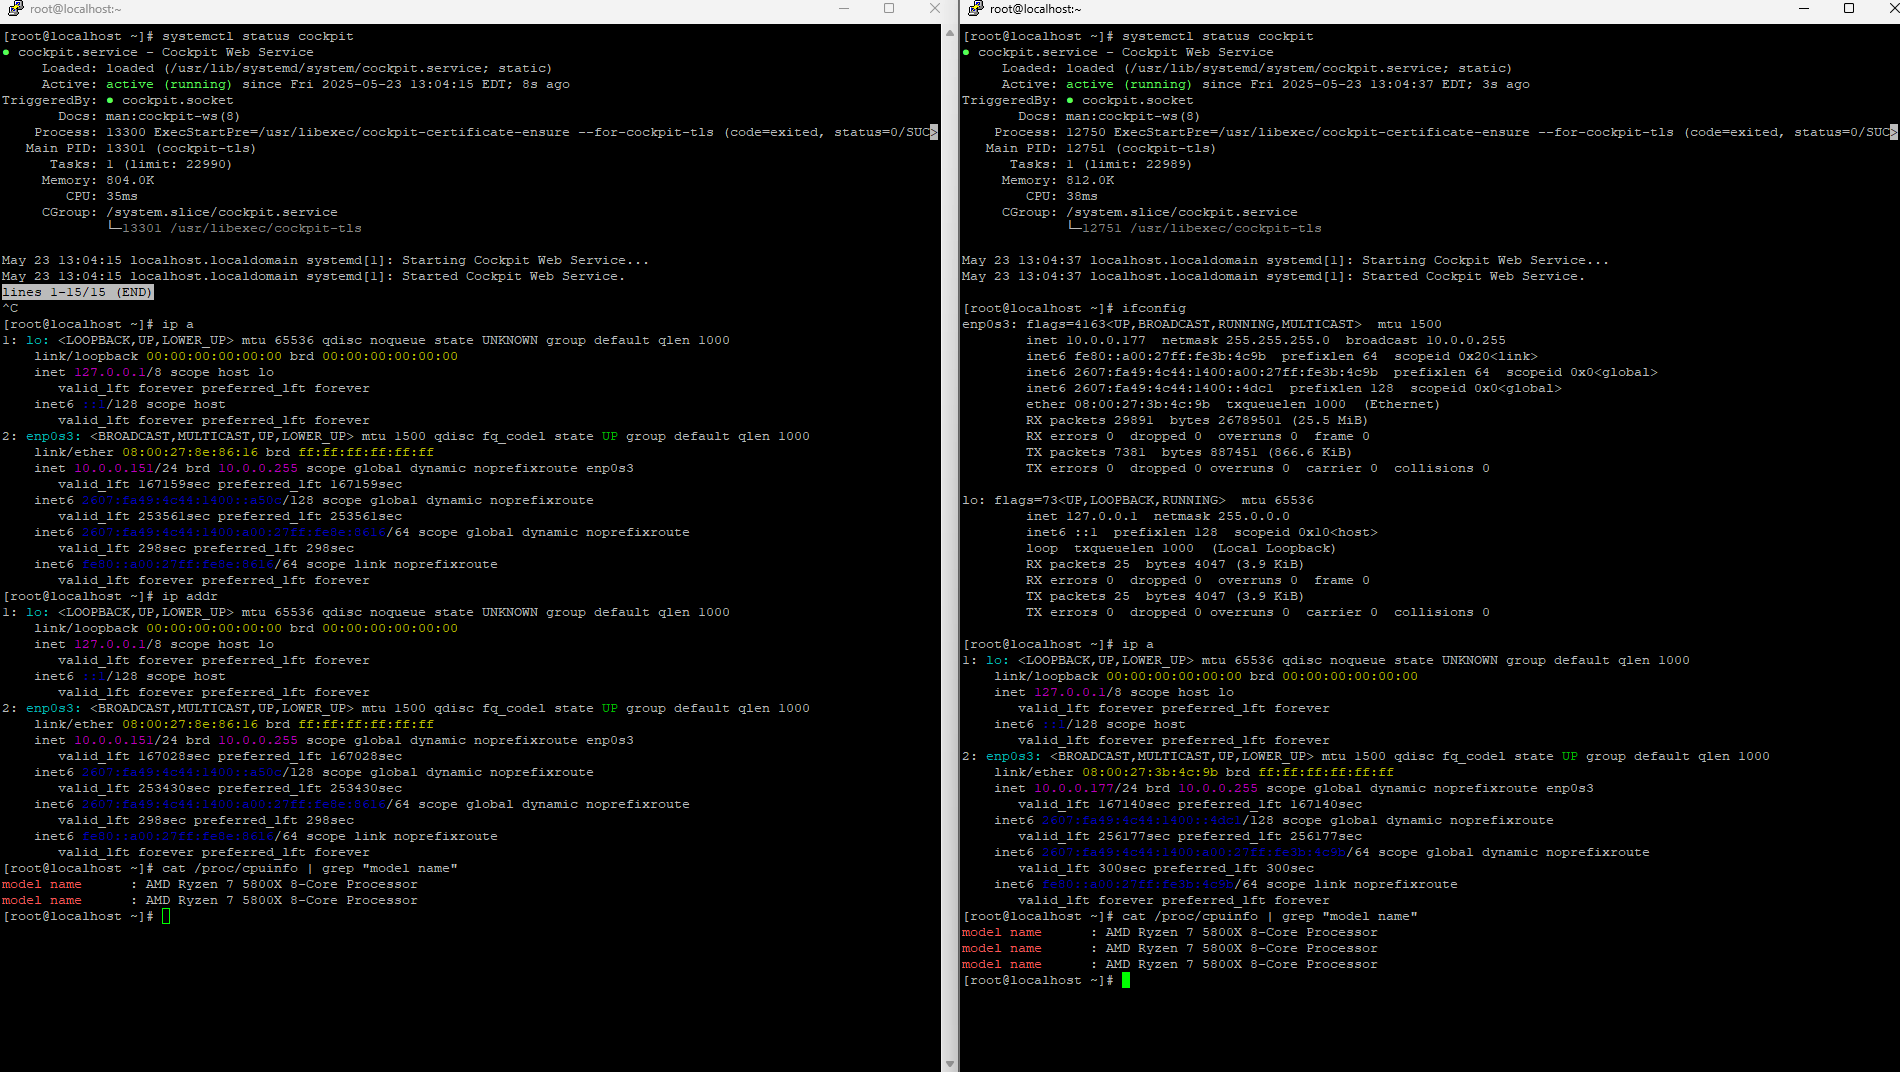 root@localhost:~
[root@localhost ~]# systemctl status cockpit
● cockpit.service - Cockpit Web Service
     Loaded: loaded (/usr/lib/systemd/system/cockpit.service; static)
     Active: active (running) since Fri 2025-05-23 13:04:15 EDT; 8s ago
TriggeredBy: ● cockpit.socket
       Docs: man:cockpit-ws(8)
    Process: 13300 ExecStartPre=/usr/libexec/cockpit-certificate-ensure --for-cockpit-tls (code=exited, status=0/SUC>
   Main PID: 13301 (cockpit-tls)
      Tasks: 1 (limit: 22990)
     Memory: 804.0K
        CPU: 35ms
     CGroup: /system.slice/cockpit.service
             └─13301 /usr/libexec/cockpit-tls

May 23 13:04:15 localhost.localdomain systemd[1]: Starting Cockpit Web Service...
May 23 13:04:15 localhost.localdomain systemd[1]: Started Cockpit Web Service.
lines 1-15/15 (END)
^C
[root@localhost ~]# ip a
1: lo: <LOOPBACK,UP,LOWER_UP> mtu 65536 qdisc noqueue state UNKNOWN group default qlen 1000
    link/loopback 00:00:00:00:00:00 brd 00:00:00:00:00:00
    inet 127.0.0.1/8 scope host lo
       valid_lft forever preferred_lft forever
    inet6 ::1/128 scope host
       valid_lft forever preferred_lft forever
2: enp0s3: <BROADCAST,MULTICAST,UP,LOWER_UP> mtu 1500 qdisc fq_codel state UP group default qlen 1000
    link/ether 08:00:27:8e:86:16 brd ff:ff:ff:ff:ff:ff
    inet 10.0.0.151/24 brd 10.0.0.255 scope global dynamic noprefixroute enp0s3
       valid_lft 167159sec preferred_lft 167159sec
    inet6 2607:fa49:4c44:1400::a50c/128 scope global dynamic noprefixroute
       valid_lft 253561sec preferred_lft 253561sec
    inet6 2607:fa49:4c44:1400:a00:27ff:fe8e:8616/64 scope global dynamic noprefixroute
       valid_lft 298sec preferred_lft 298sec
    inet6 fe80::a00:27ff:fe8e:8616/64 scope link noprefixroute
       valid_lft forever preferred_lft forever
[root@localhost ~]# ip addr
1: lo: <LOOPBACK,UP,LOWER_UP> mtu 65536 qdisc noqueue state UNKNOWN group default qlen 1000
    link/loopback 00:00:00:00:00:00 brd 00:00:00:00:00:00
    inet 127.0.0.1/8 scope host lo
       valid_lft forever preferred_lft forever
    inet6 ::1/128 scope host
       valid_lft forever preferred_lft forever
2: enp0s3: <BROADCAST,MULTICAST,UP,LOWER_UP> mtu 1500 qdisc fq_codel state UP group default qlen 1000
    link/ether 08:00:27:8e:86:16 brd ff:ff:ff:ff:ff:ff
    inet 10.0.0.151/24 brd 10.0.0.255 scope global dynamic noprefixroute enp0s3
       valid_lft 167028sec preferred_lft 167028sec
    inet6 2607:fa49:4c44:1400::a50c/128 scope global dynamic noprefixroute
       valid_lft 253430sec preferred_lft 253430sec
    inet6 2607:fa49:4c44:1400:a00:27ff:fe8e:8616/64 scope global dynamic noprefixroute
       valid_lft 298sec preferred_lft 298sec
    inet6 fe80::a00:27ff:fe8e:8616/64 scope link noprefixroute
       valid_lft forever preferred_lft forever
[root@localhost ~]# cat /proc/cpuinfo | grep "model name"
model name      : AMD Ryzen 7 5800X 8-Core Processor
model name      : AMD Ryzen 7 5800X 8-Core Processor
[root@localhost ~]#
root@localhost:~
[root@localhost ~]# systemctl status cockpit
● cockpit.service - Cockpit Web Service
     Loaded: loaded (/usr/lib/systemd/system/cockpit.service; static)
     Active: active (running) since Fri 2025-05-23 13:04:37 EDT; 3s ago
TriggeredBy: ● cockpit.socket
       Docs: man:cockpit-ws(8)
    Process: 12750 ExecStartPre=/usr/libexec/cockpit-certificate-ensure --for-cockpit-tls (code=exited, status=0/SUC>
   Main PID: 12751 (cockpit-tls)
      Tasks: 1 (limit: 22989)
     Memory: 812.0K
        CPU: 38ms
     CGroup: /system.slice/cockpit.service
             └─12751 /usr/libexec/cockpit-tls

May 23 13:04:37 localhost.localdomain systemd[1]: Starting Cockpit Web Service...
May 23 13:04:37 localhost.localdomain systemd[1]: Started Cockpit Web Service.

[root@localhost ~]# ifconfig
enp0s3: flags=4163<UP,BROADCAST,RUNNING,MULTICAST>  mtu 1500
        inet 10.0.0.177  netmask 255.255.255.0  broadcast 10.0.0.255
        inet6 fe80::a00:27ff:fe3b:4c9b  prefixlen 64  scopeid 0x20<link>
        inet6 2607:fa49:4c44:1400:a00:27ff:fe3b:4c9b  prefixlen 64  scopeid 0x0<global>
        inet6 2607:fa49:4c44:1400::4dc1  prefixlen 128  scopeid 0x0<global>
        ether 08:00:27:3b:4c:9b  txqueuelen 1000  (Ethernet)
        RX packets 29891  bytes 26789501 (25.5 MiB)
        RX errors 0  dropped 0  overruns 0  frame 0
        TX packets 7381  bytes 887451 (866.6 KiB)
        TX errors 0  dropped 0 overruns 0  carrier 0  collisions 0

lo: flags=73<UP,LOOPBACK,RUNNING>  mtu 65536
        inet 127.0.0.1  netmask 255.0.0.0
        inet6 ::1  prefixlen 128  scopeid 0x10<host>
        loop  txqueuelen 1000  (Local Loopback)
        RX packets 25  bytes 4047 (3.9 KiB)
        RX errors 0  dropped 0  overruns 0  frame 0
        TX packets 25  bytes 4047 (3.9 KiB)
        TX errors 0  dropped 0 overruns 0  carrier 0  collisions 0

[root@localhost ~]# ip a
1: lo: <LOOPBACK,UP,LOWER_UP> mtu 65536 qdisc noqueue state UNKNOWN group default qlen 1000
    link/loopback 00:00:00:00:00:00 brd 00:00:00:00:00:00
    inet 127.0.0.1/8 scope host lo
       valid_lft forever preferred_lft forever
    inet6 ::1/128 scope host
       valid_lft forever preferred_lft forever
2: enp0s3: <BROADCAST,MULTICAST,UP,LOWER_UP> mtu 1500 qdisc fq_codel state UP group default qlen 1000
    link/ether 08:00:27:3b:4c:9b brd ff:ff:ff:ff:ff:ff
    inet 10.0.0.177/24 brd 10.0.0.255 scope global dynamic noprefixroute enp0s3
       valid_lft 167140sec preferred_lft 167140sec
    inet6 2607:fa49:4c44:1400::4dc1/128 scope global dynamic noprefixroute
       valid_lft 256177sec preferred_lft 256177sec
    inet6 2607:fa49:4c44:1400:a00:27ff:fe3b:4c9b/64 scope global dynamic noprefixroute
       valid_lft 300sec preferred_lft 300sec
    inet6 fe80::a00:27ff:fe3b:4c9b/64 scope link noprefixroute
       valid_lft forever preferred_lft forever
[root@localhost ~]# cat /proc/cpuinfo | grep "model name"
model name      : AMD Ryzen 7 5800X 8-Core Processor
model name      : AMD Ryzen 7 5800X 8-Core Processor
model name      : AMD Ryzen 7 5800X 8-Core Processor
[root@localhost ~]#